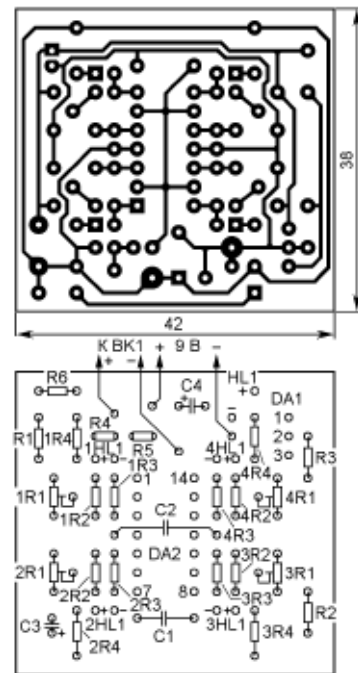 38
42
К ВК1 + 9 В −
+ −
R6
C4
+
HL1
+
−
DA1
1
2
3
R1
1R4
R4
1HL1
+ −
R5
1R3
4HL1
− +
4R4
R3
1R1
1R2
1
14
4R2
4R3
4R1
C2
DA2
2R1
2R2
2R3
7
8
3R2
3R3
3R1
C3
+
2R4
+ −
2HL1
C1
− +
3HL1
3R4
R2